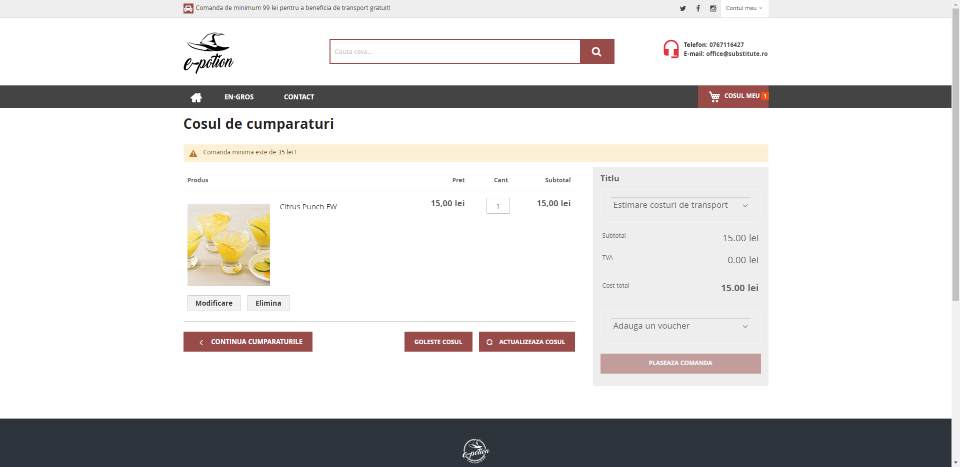 Comanda de minimum 99 lei pentru a beneficia de transport gratuit!
Contul meu
e-potion
Cauta ceva...
Telefon: 0767116427
E-mail: office@substitute.ro
EN-GROS
CONTACT
COSUL MEU 1
Cosul de cumparaturi
Comanda minima este de 35 lei !
Produs Pret Cant Subtotal
Citrus Punch FW 15,00 lei 1 15,00 lei
Modificare Elimina
CONTINUA CUMPARATURILE
GOLESTE COSUL
ACTUALIZEAZA COSUL
Titlu
Estimare costuri de transport
Subtotal 15.00 lei
TVA 0.00 lei
Cost total 15.00 lei
Adauga un voucher
PLASEAZA COMANDA
e-potion